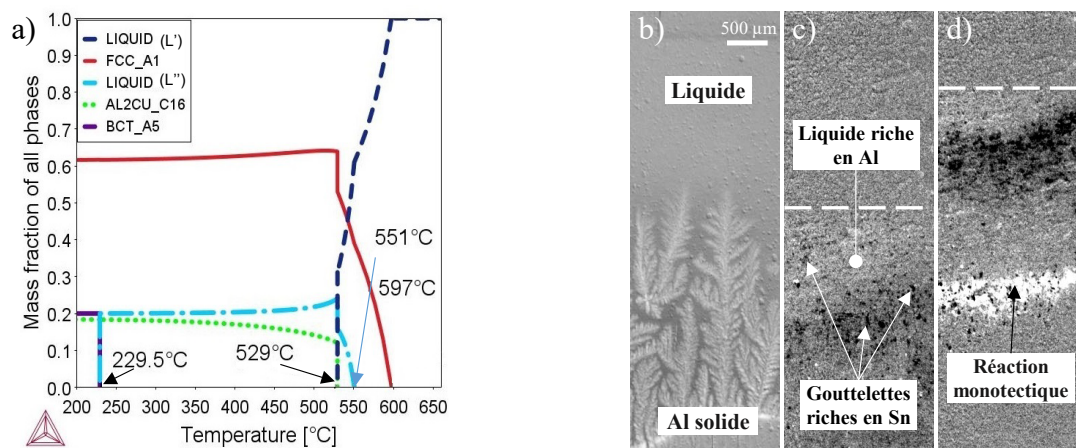 a)
Mass fraction of all phases
1.0
0.9
0.8
0.7
0.6
0.5
0.4
0.3
0.2
0.1
0.0
LIQUID (L')
FCC_A1
LIQUID (L'')
AL2CU_C16
BCT_A5
551°C
597°C
529°C
229.5°C
200 250 300 350 400 450 500 550 600 650
Temperature [°C]
b)
500 µm
Liquide
Al solide
c)
Liquide riche
en Al
Gouttelettes
riches en Sn
d)
Réaction
monotectique